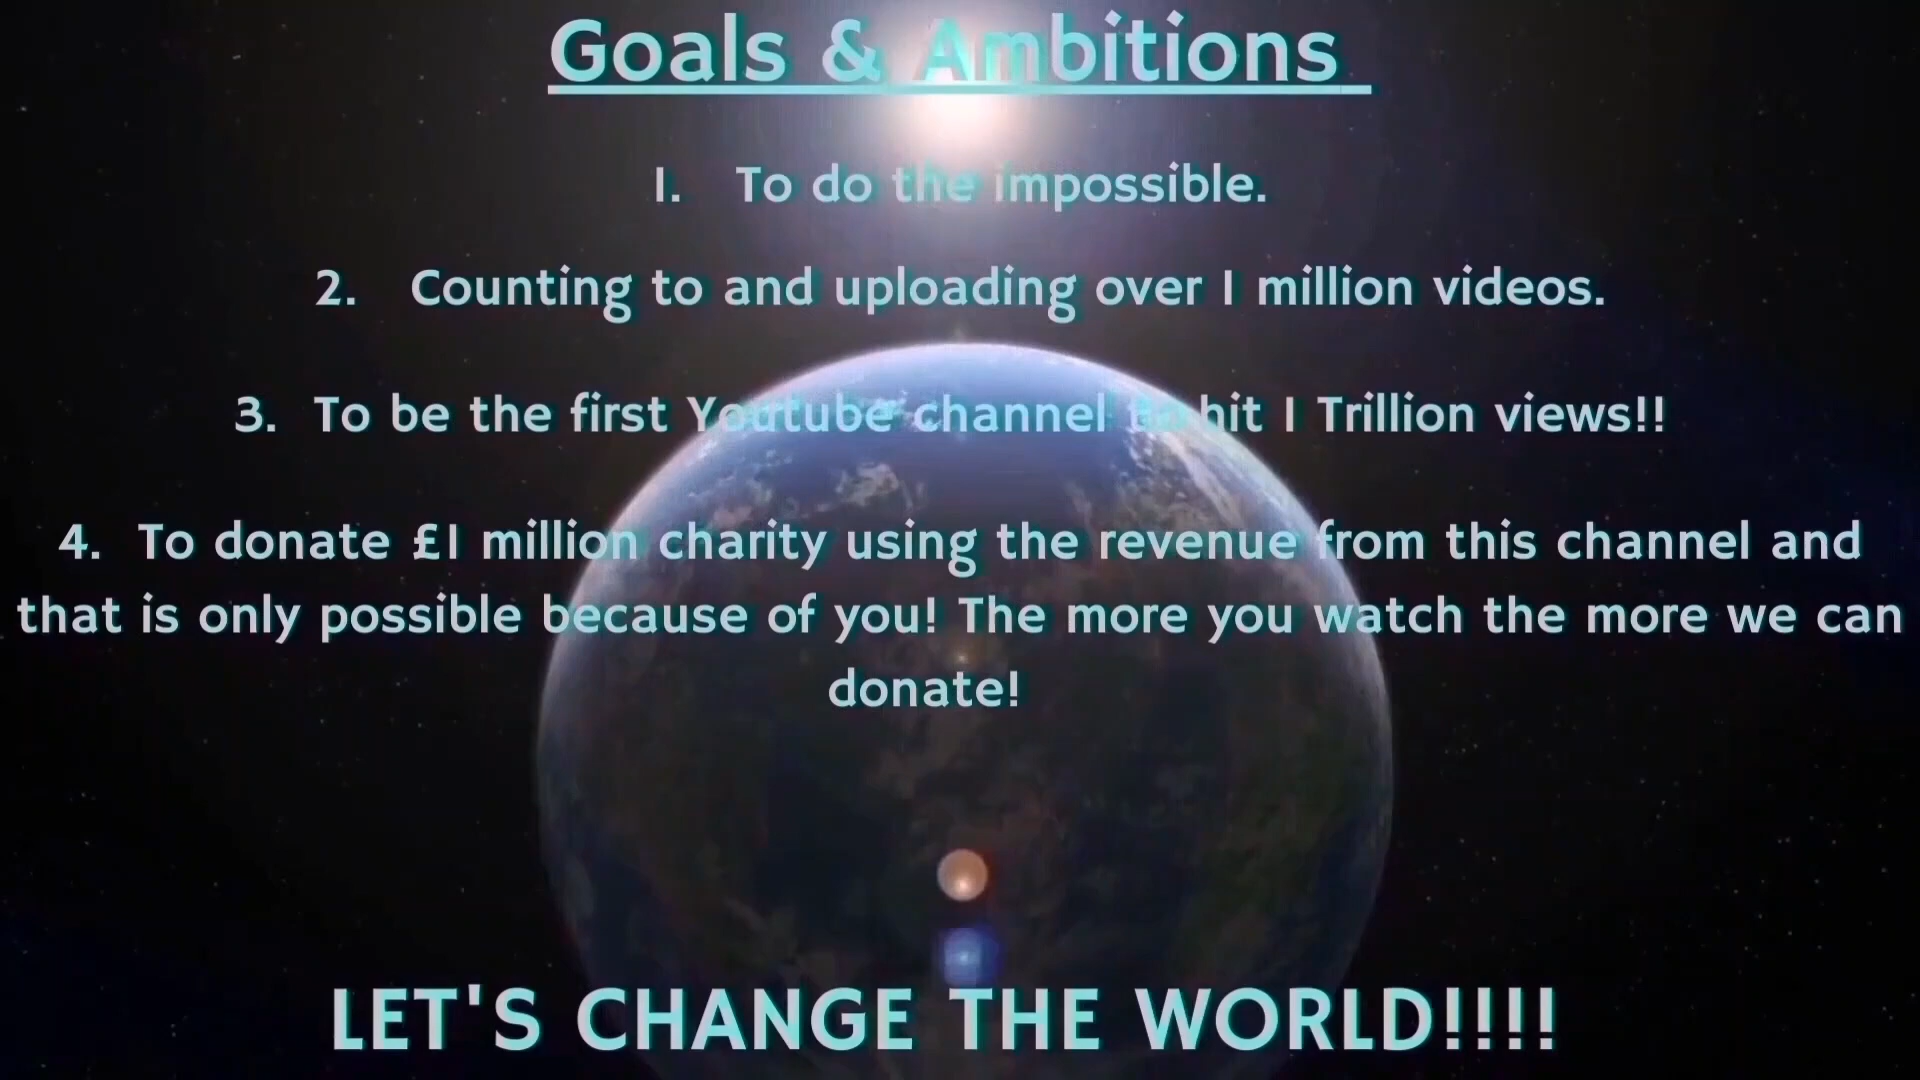 Goals & Ambitions
1. To do the impossible.
2. Counting to and uploading over 1 million videos.
3. To be the first Youtube channel to hit 1 Trillion views!!
4. To donate £1 million charity using the revenue from this channel and
that is only possible because of you! The more you watch the more we can
donate!
LET'S CHANGE THE WORLD!!!!